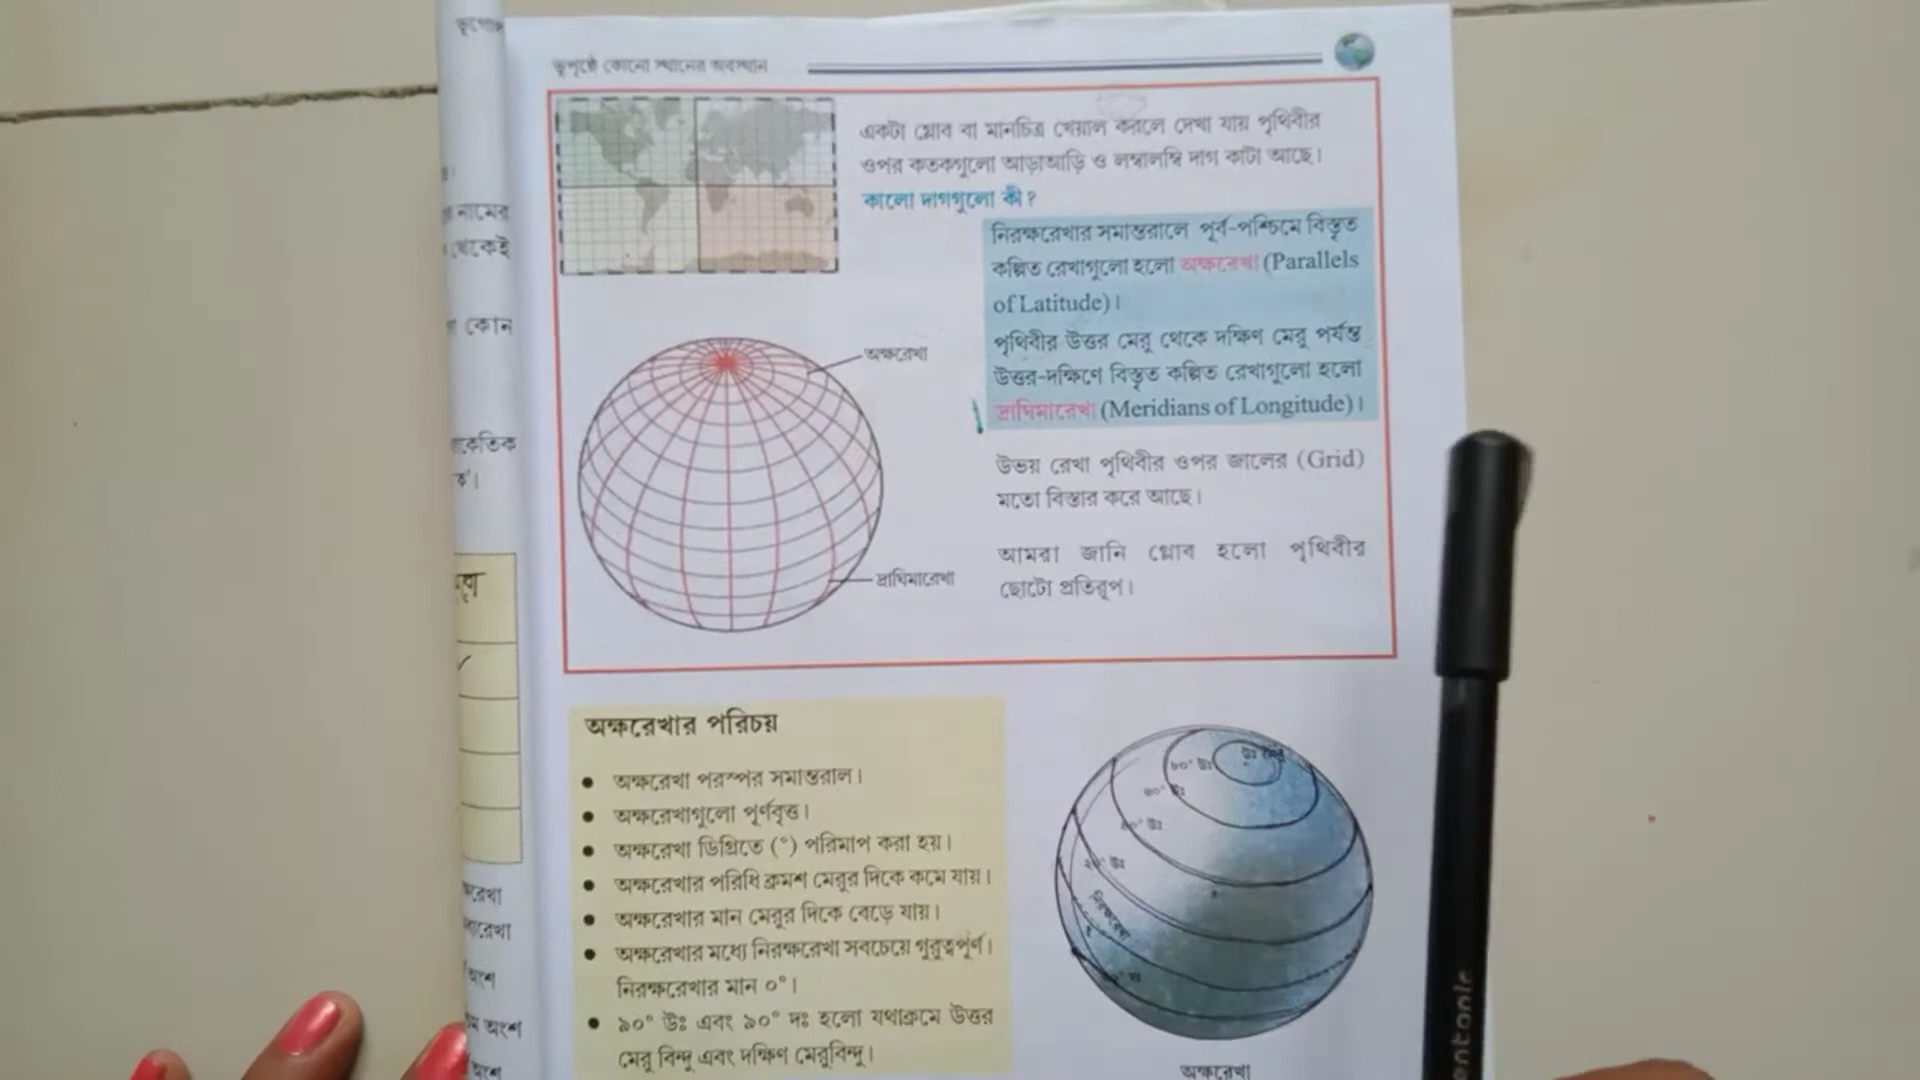 ভূপৃষ্ঠে কোনো স্থানের অবস্থান
একটা গ্লোব বা মানচিত্র খেয়াল করলে দেখা যায় পৃথিবীর
ওপর কতকগুলো আড়াআড়ি ও লম্বালম্বি দাগ কাটা আছে।
কালো দাগগুলো কী?
নিরক্ষরেখার সমান্তরালে পূর্ব-পশ্চিমে বিস্তৃত
কল্পিত রেখাগুলো হলো অক্ষরেখা (Parallels
of Latitude)।
পৃথিবীর উত্তর মেরু থেকে দক্ষিণ মেরু পর্যন্ত
উত্তর-দক্ষিণে বিস্তৃত কল্পিত রেখাগুলো হলো
দ্রাঘিমারেখা (Meridians of Longitude)।
অক্ষরেখা
দ্রাঘিমারেখা
উভয় রেখা পৃথিবীর ওপর জালের (Grid)
মতো বিস্তার করে আছে।
আমরা জানি গ্লোব হলো পৃথিবীর
ছোটো প্রতিরূপ।
অক্ষরেখার পরিচয়
অক্ষরেখা পরস্পর সমান্তরাল।
অক্ষরেখাগুলো পূর্ণবৃত্ত।
অক্ষরেখা ডিগ্রিতে (°) পরিমাপ করা হয়।
অক্ষরেখার পরিধি ক্রমশ মেরুর দিকে কমে যায়।
অক্ষরেখার মান মেরুর দিকে বেড়ে যায়।
অক্ষরেখার মধ্যে নিরক্ষরেখা সবচেয়ে গুরুত্বপূর্ণ।
নিরক্ষরেখার মান ০°।
৯০° উঃ এবং ৯০° দঃ হলো যথাক্রমে উত্তর
মেরু বিন্দু এবং দক্ষিণ মেরুবিন্দু।
৮০° উঃ
২০° উঃ
নিরক্ষরেখা
অক্ষরেখা
নামের
থেকেই
কোন
অংশ
অংশ